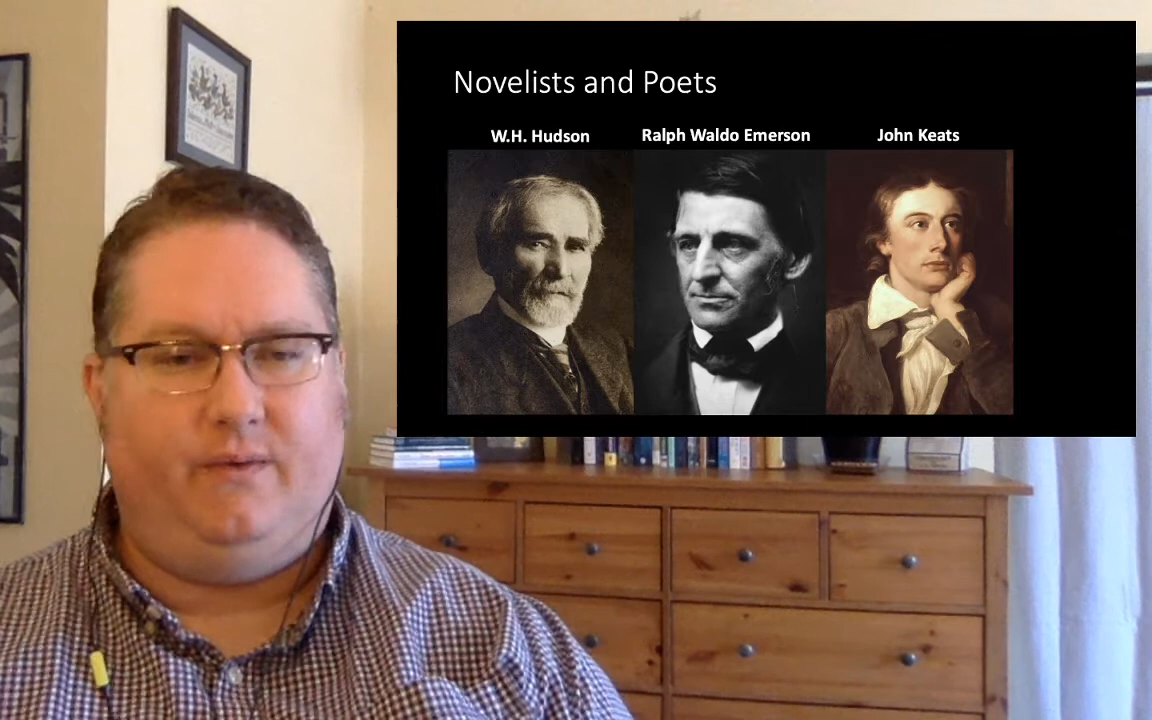 Novelists and Poets
W.H. Hudson
Ralph Waldo Emerson
John Keats